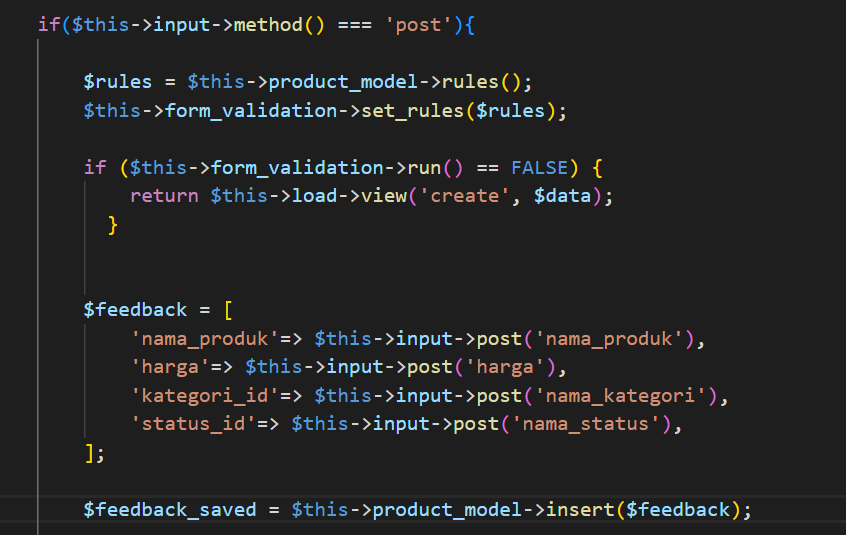 if($this->input->method() === 'post'){
$rules = $this->product_model->rules();
$this->form_validation->set_rules($rules);
if ($this->form_validation->run() == FALSE) {
return $this->load->view('create', $data);
}
$feedback = [
'nama_produk'=> $this->input->post('nama_produk'),
'harga'=> $this->input->post('harga'),
'kategori_id'=> $this->input->post('nama_kategori'),
'status_id'=> $this->input->post('nama_status'),
];
$feedback_saved = $this->product_model->insert($feedback);